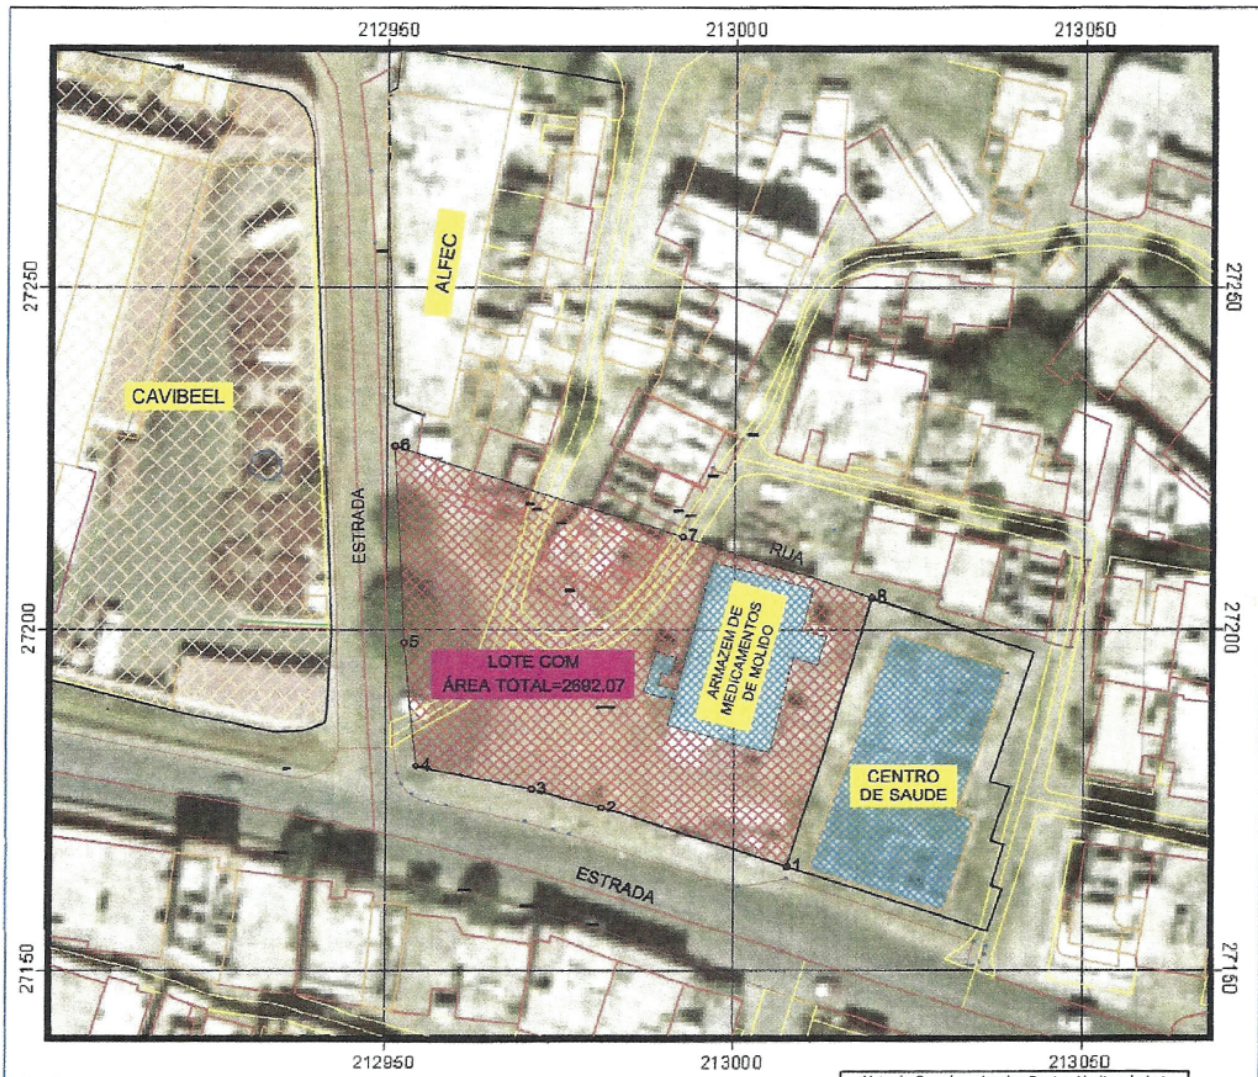 212950 213000 213050
27250 27250
ALFEC
CAVIBEEL
6
ESTRADA
7
RUA
8
27200 27200
5
ARMAZEM DE
MEDICAMENTOS
DE MOLIDO
LOTE COM
ÁREA TOTAL=2692.07
4
3
2
CENTRO
DE SAUDE
1
ESTRADA
27150 27150
212950 213000 213050